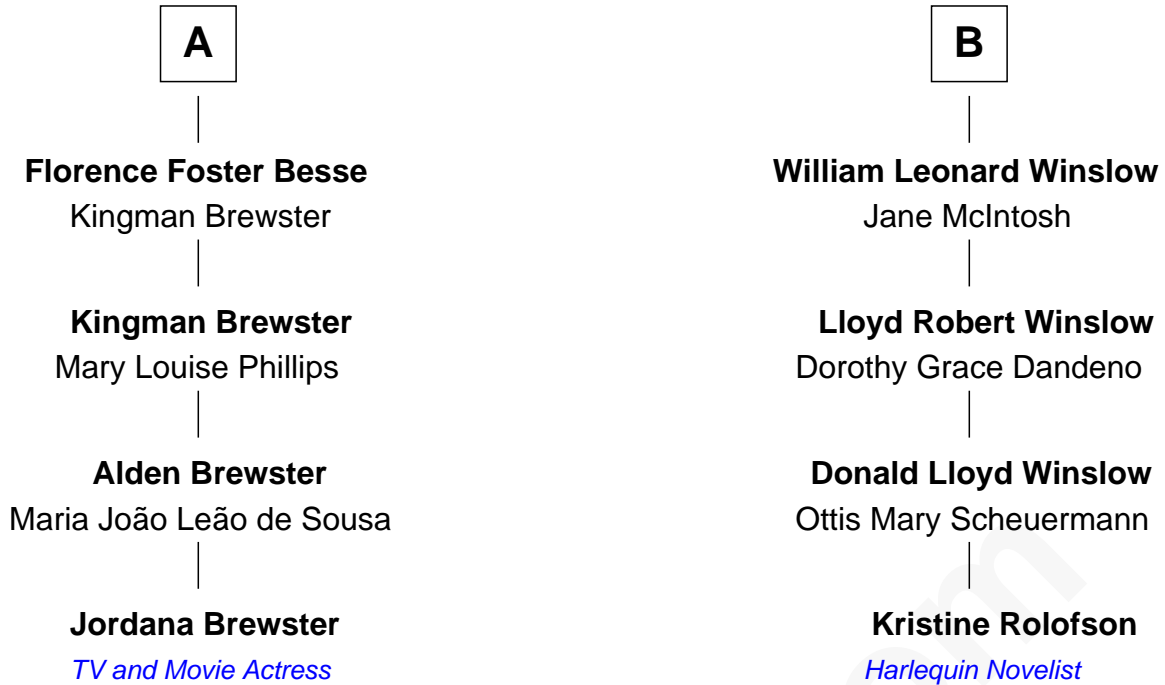 A
Florence Foster Besse
Kingman Brewster
Kingman Brewster
Mary Louise Phillips
Alden Brewster
Maria João Leão de Sousa
Jordana Brewster
TV and Movie Actress
B
William Leonard Winslow
Jane McIntosh
Lloyd Robert Winslow
Dorothy Grace Dandeno
Donald Lloyd Winslow
Ottis Mary Scheuermann
Kristine Rolofson
Harlequin Novelist